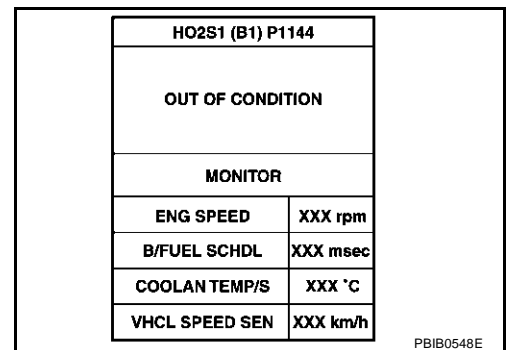 HO2S1 (B1) P1144
OUT OF CONDITION
MONITOR
ENG SPEED XXX rpm
B/FUEL SCHDL XXX msec
COOLAN TEMP/S XXX °C
VHCL SPEED SEN XXX km/h
PBIB0548E